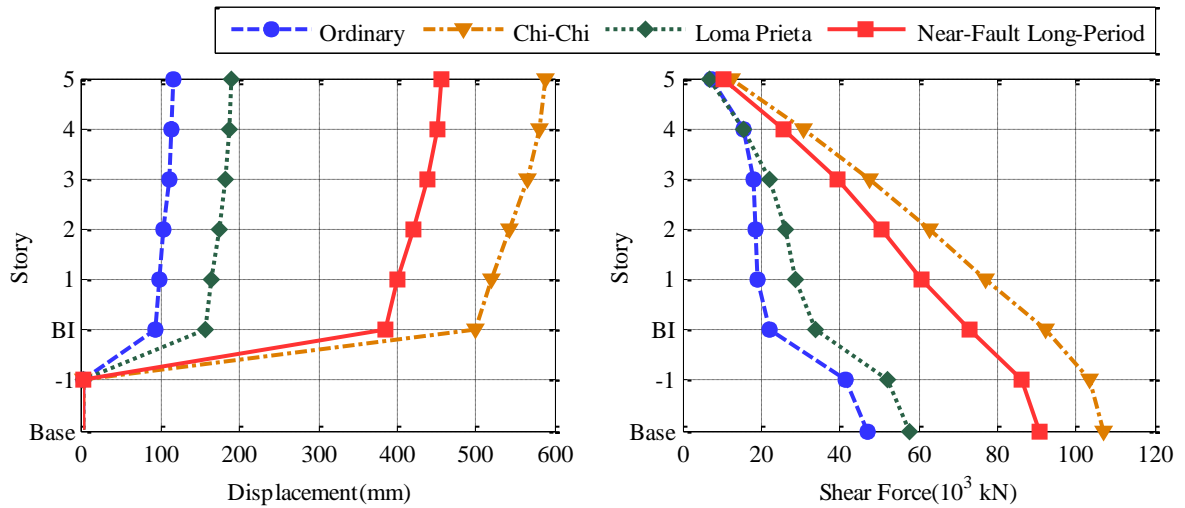 Ordinary Chi-Chi Loma Prieta Near-Fault Long-Period
5
4
3
2
1
BI
-1
Base
Story
0 100 200 300 400 500 600
Displacement(mm)
5
4
3
2
1
BI
-1
Base
Story
0 20 40 60 80 100 120
Shear Force(10³ kN)